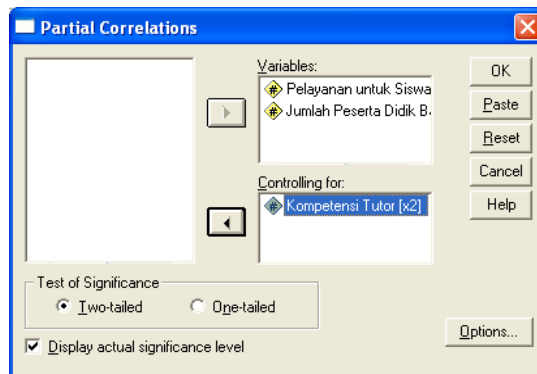 Partial Correlations
Variables:
Pelayanan untuk Siswa
Jumlah Peserta Didik
Controlling for:
Kompetensi Tutor [x2]
OK
Paste
Reset
Cancel
Help
Test of Significance
Two-tailed
One-tailed
Display actual significance level
Options...